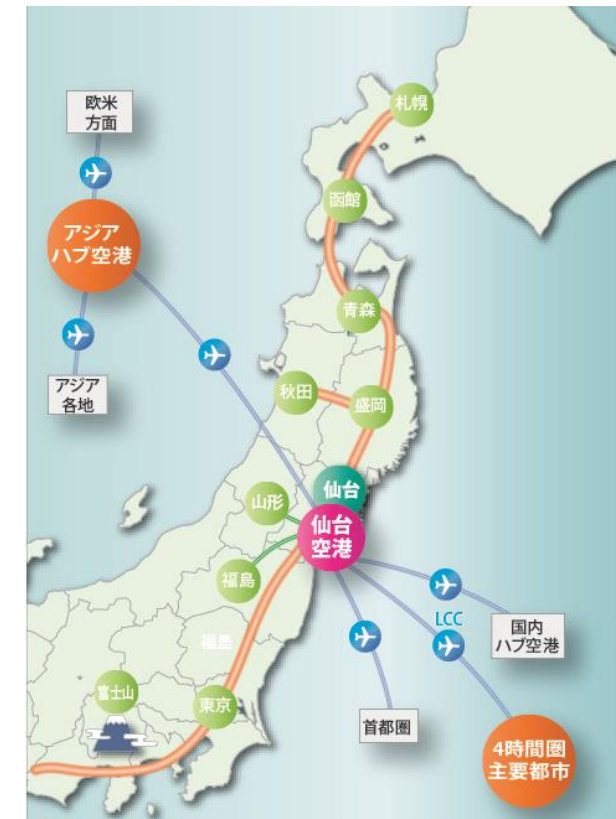 札幌
欧米
方面
函館
アジア
ハブ空港
青森
アジア
各地
秋田
盛岡
仙台
山形
仙台
空港
福島
LCC
国内
ハブ空港
福島
富士山
東京
首都圏
4時間圏
主要都市